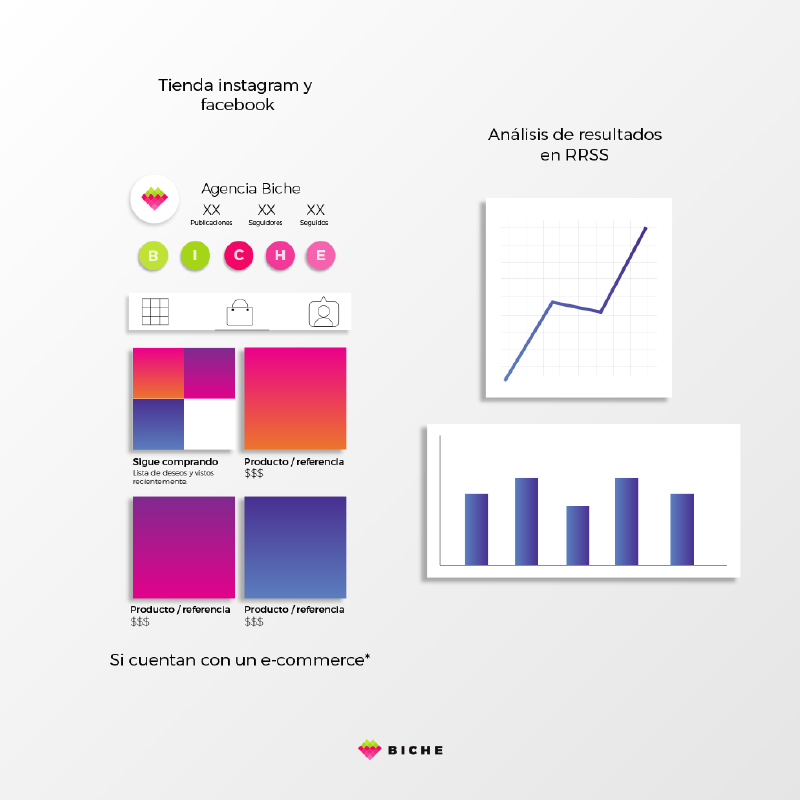 Tienda instagram y
facebook
Agencia Biche
XX XX XX
Publicaciones Seguidores Seguidos
B I C H E
Sigue comprando
Lista de deseos y vistos
recientemente.
Producto / referencia
$$$
Producto / referencia
$$$
Producto / referencia
$$$
Si cuentan con un e-commerce*
Análisis de resultados
en RRSS
BICHE